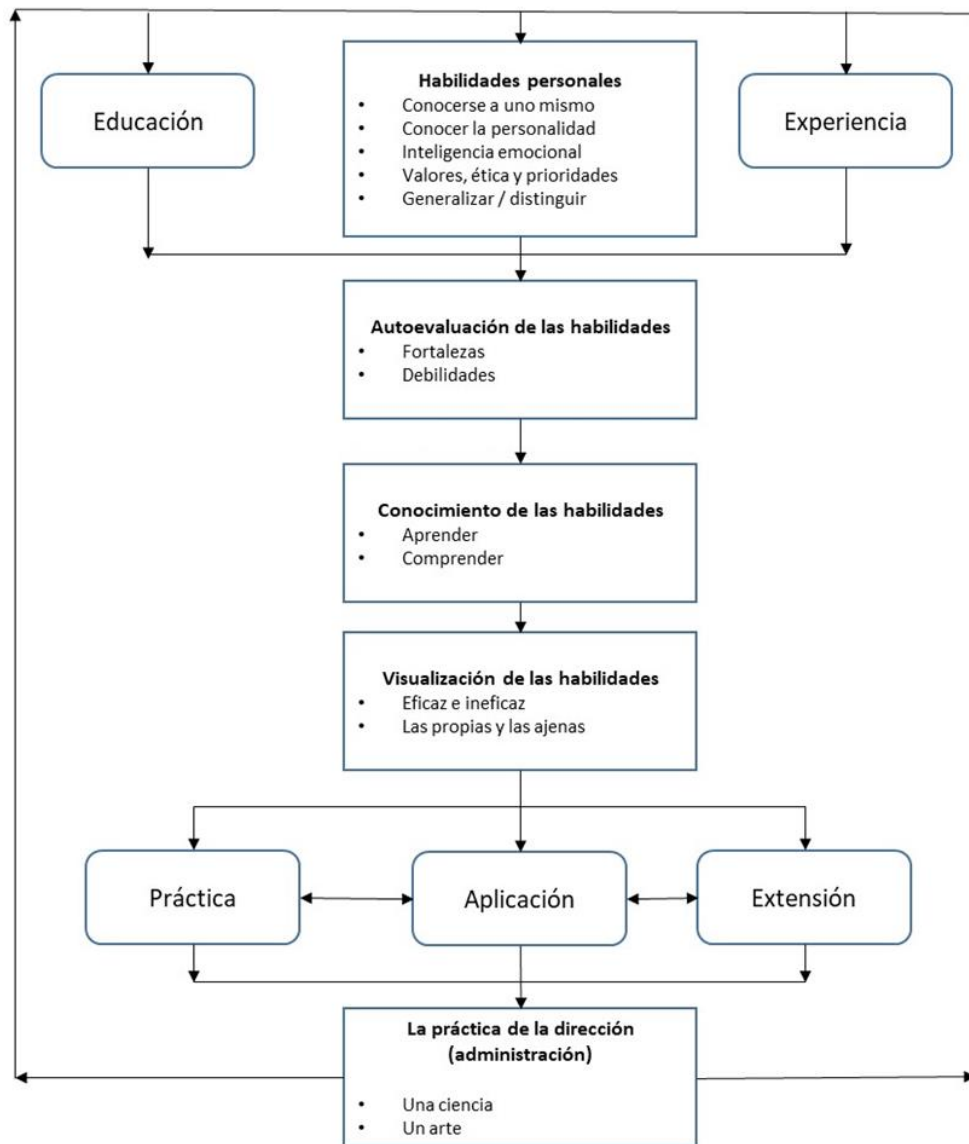 Educación
Habilidades personales
• Conocerse a uno mismo
• Conocer la personalidad
• Inteligencia emocional
• Valores, ética y prioridades
• Generalizar / distinguir
Experiencia
Autoevaluación de las habilidades
• Fortalezas
• Debilidades
Conocimiento de las habilidades
• Aprender
• Comprender
Visualización de las habilidades
• Eficaz e ineficaz
• Las propias y las ajenas
Práctica
Aplicación
Extensión
La práctica de la dirección
(administración)
• Una ciencia
• Un arte